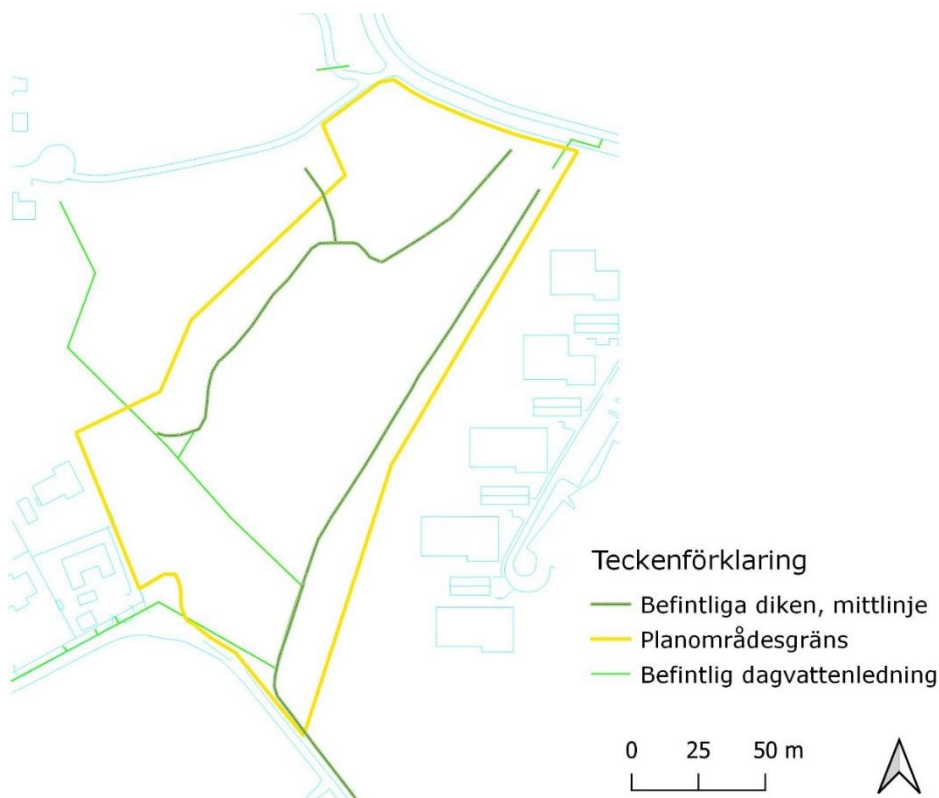 Teckenförklaring
Befintliga diken, mittlinje
Planområdesgräns
Befintlig dagvattenledning
0 25 50 m